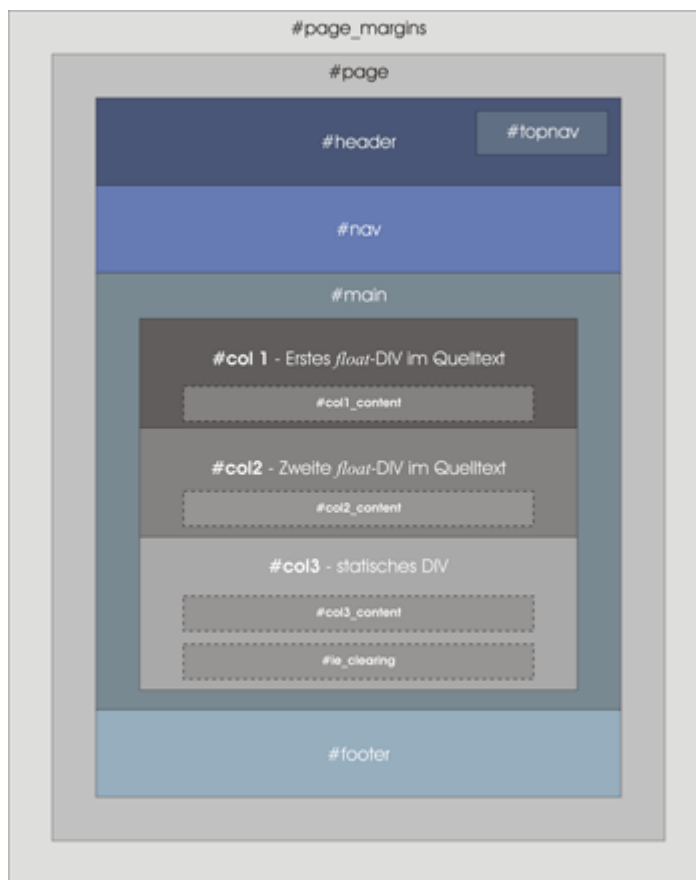 #page_margins
#page
#topnav
#header
#nav
#main
#col 1 - Erstes float-DIV im Quelltext
#col1_content
#col2 - Zweite float-DIV im Quelltext
#col2_content
#col3 - statisches DIV
#col3_content
#ie_clearing
#footer